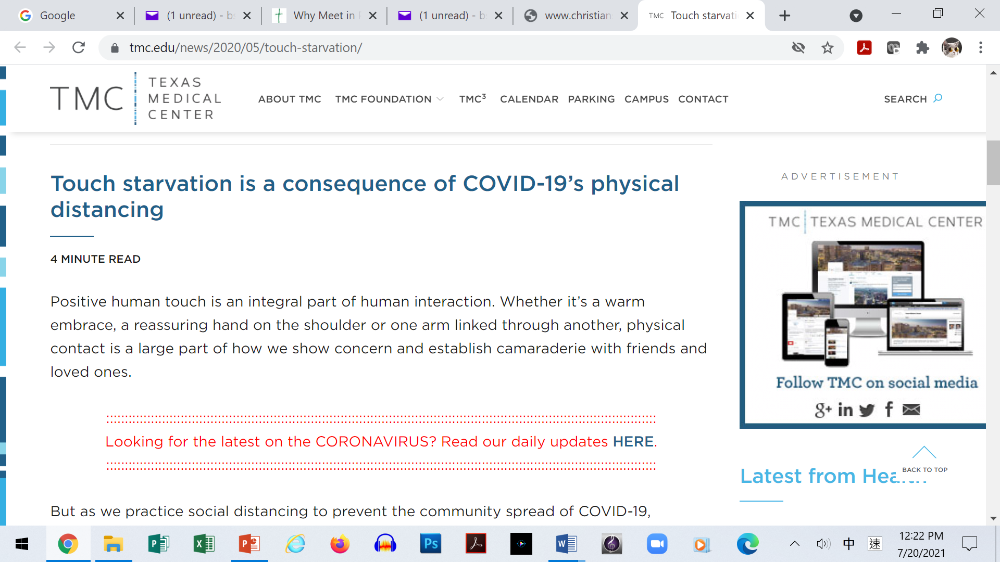 Google
(1 unread) - b
Why Meet in
(1 unread) - b
www.christian
TMC Touch starvati
tmc.edu/news/2020/05/touch-starvation/
TMC
TEXAS
MEDICAL
CENTER
ABOUT TMC
TMC FOUNDATION
TMC³
CALENDAR
PARKING
CAMPUS
CONTACT
SEARCH
Touch starvation is a consequence of COVID-19’s physical
distancing
4 MINUTE READ
Positive human touch is an integral part of human interaction. Whether it’s a warm
embrace, a reassuring hand on the shoulder or one arm linked through another, physical
contact is a large part of how we show concern and establish camaraderie with friends and
loved ones.
Looking for the latest on the CORONAVIRUS? Read our daily updates HERE.
But as we practice social distancing to prevent the community spread of COVID-19,
ADVERTISEMENT
TMC TEXAS MEDICAL CENTER
Follow TMC on social media
g+ in f
BACK TO TOP
Latest from Health
Ps
中
速
12:22 PM
7/20/2021